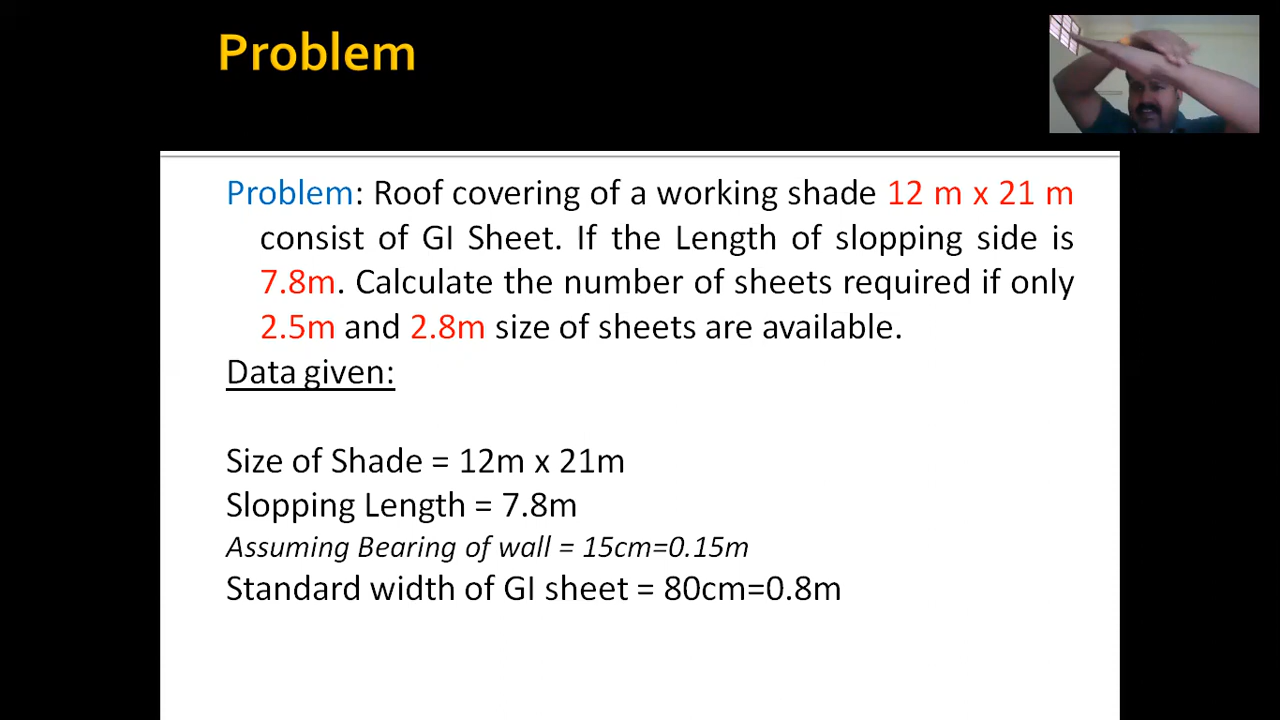 Problem
Problem: Roof covering of a working shade 12 m x 21 m
consist of GI Sheet. If the Length of slopping side is
7.8m. Calculate the number of sheets required if only
2.5m and 2.8m size of sheets are available.
Data given:
Size of Shade = 12m x 21m
Slopping Length = 7.8m
Assuming Bearing of wall = 15cm=0.15m
Standard width of GI sheet = 80cm=0.8m